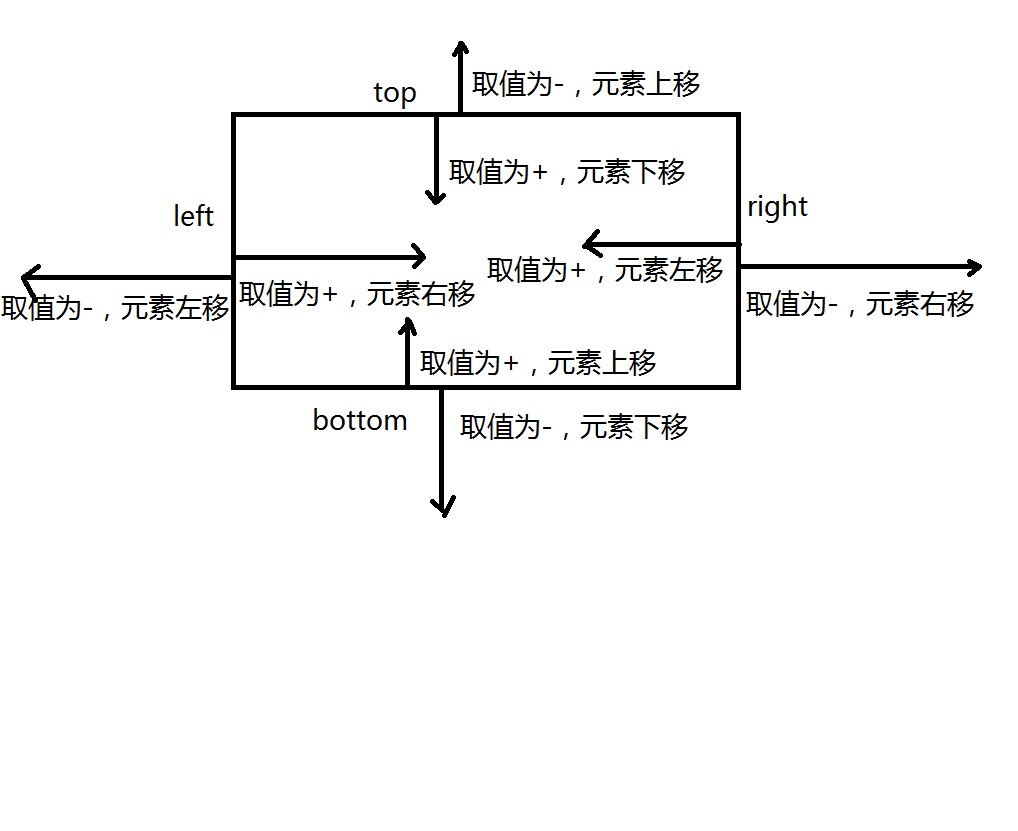 top
取值为-，元素上移
取值为+，元素下移
left
right
取值为+，元素左移
取值为-，元素左移
取值为+，元素右移
取值为-，元素右移
取值为+，元素上移
bottom
取值为-，元素下移